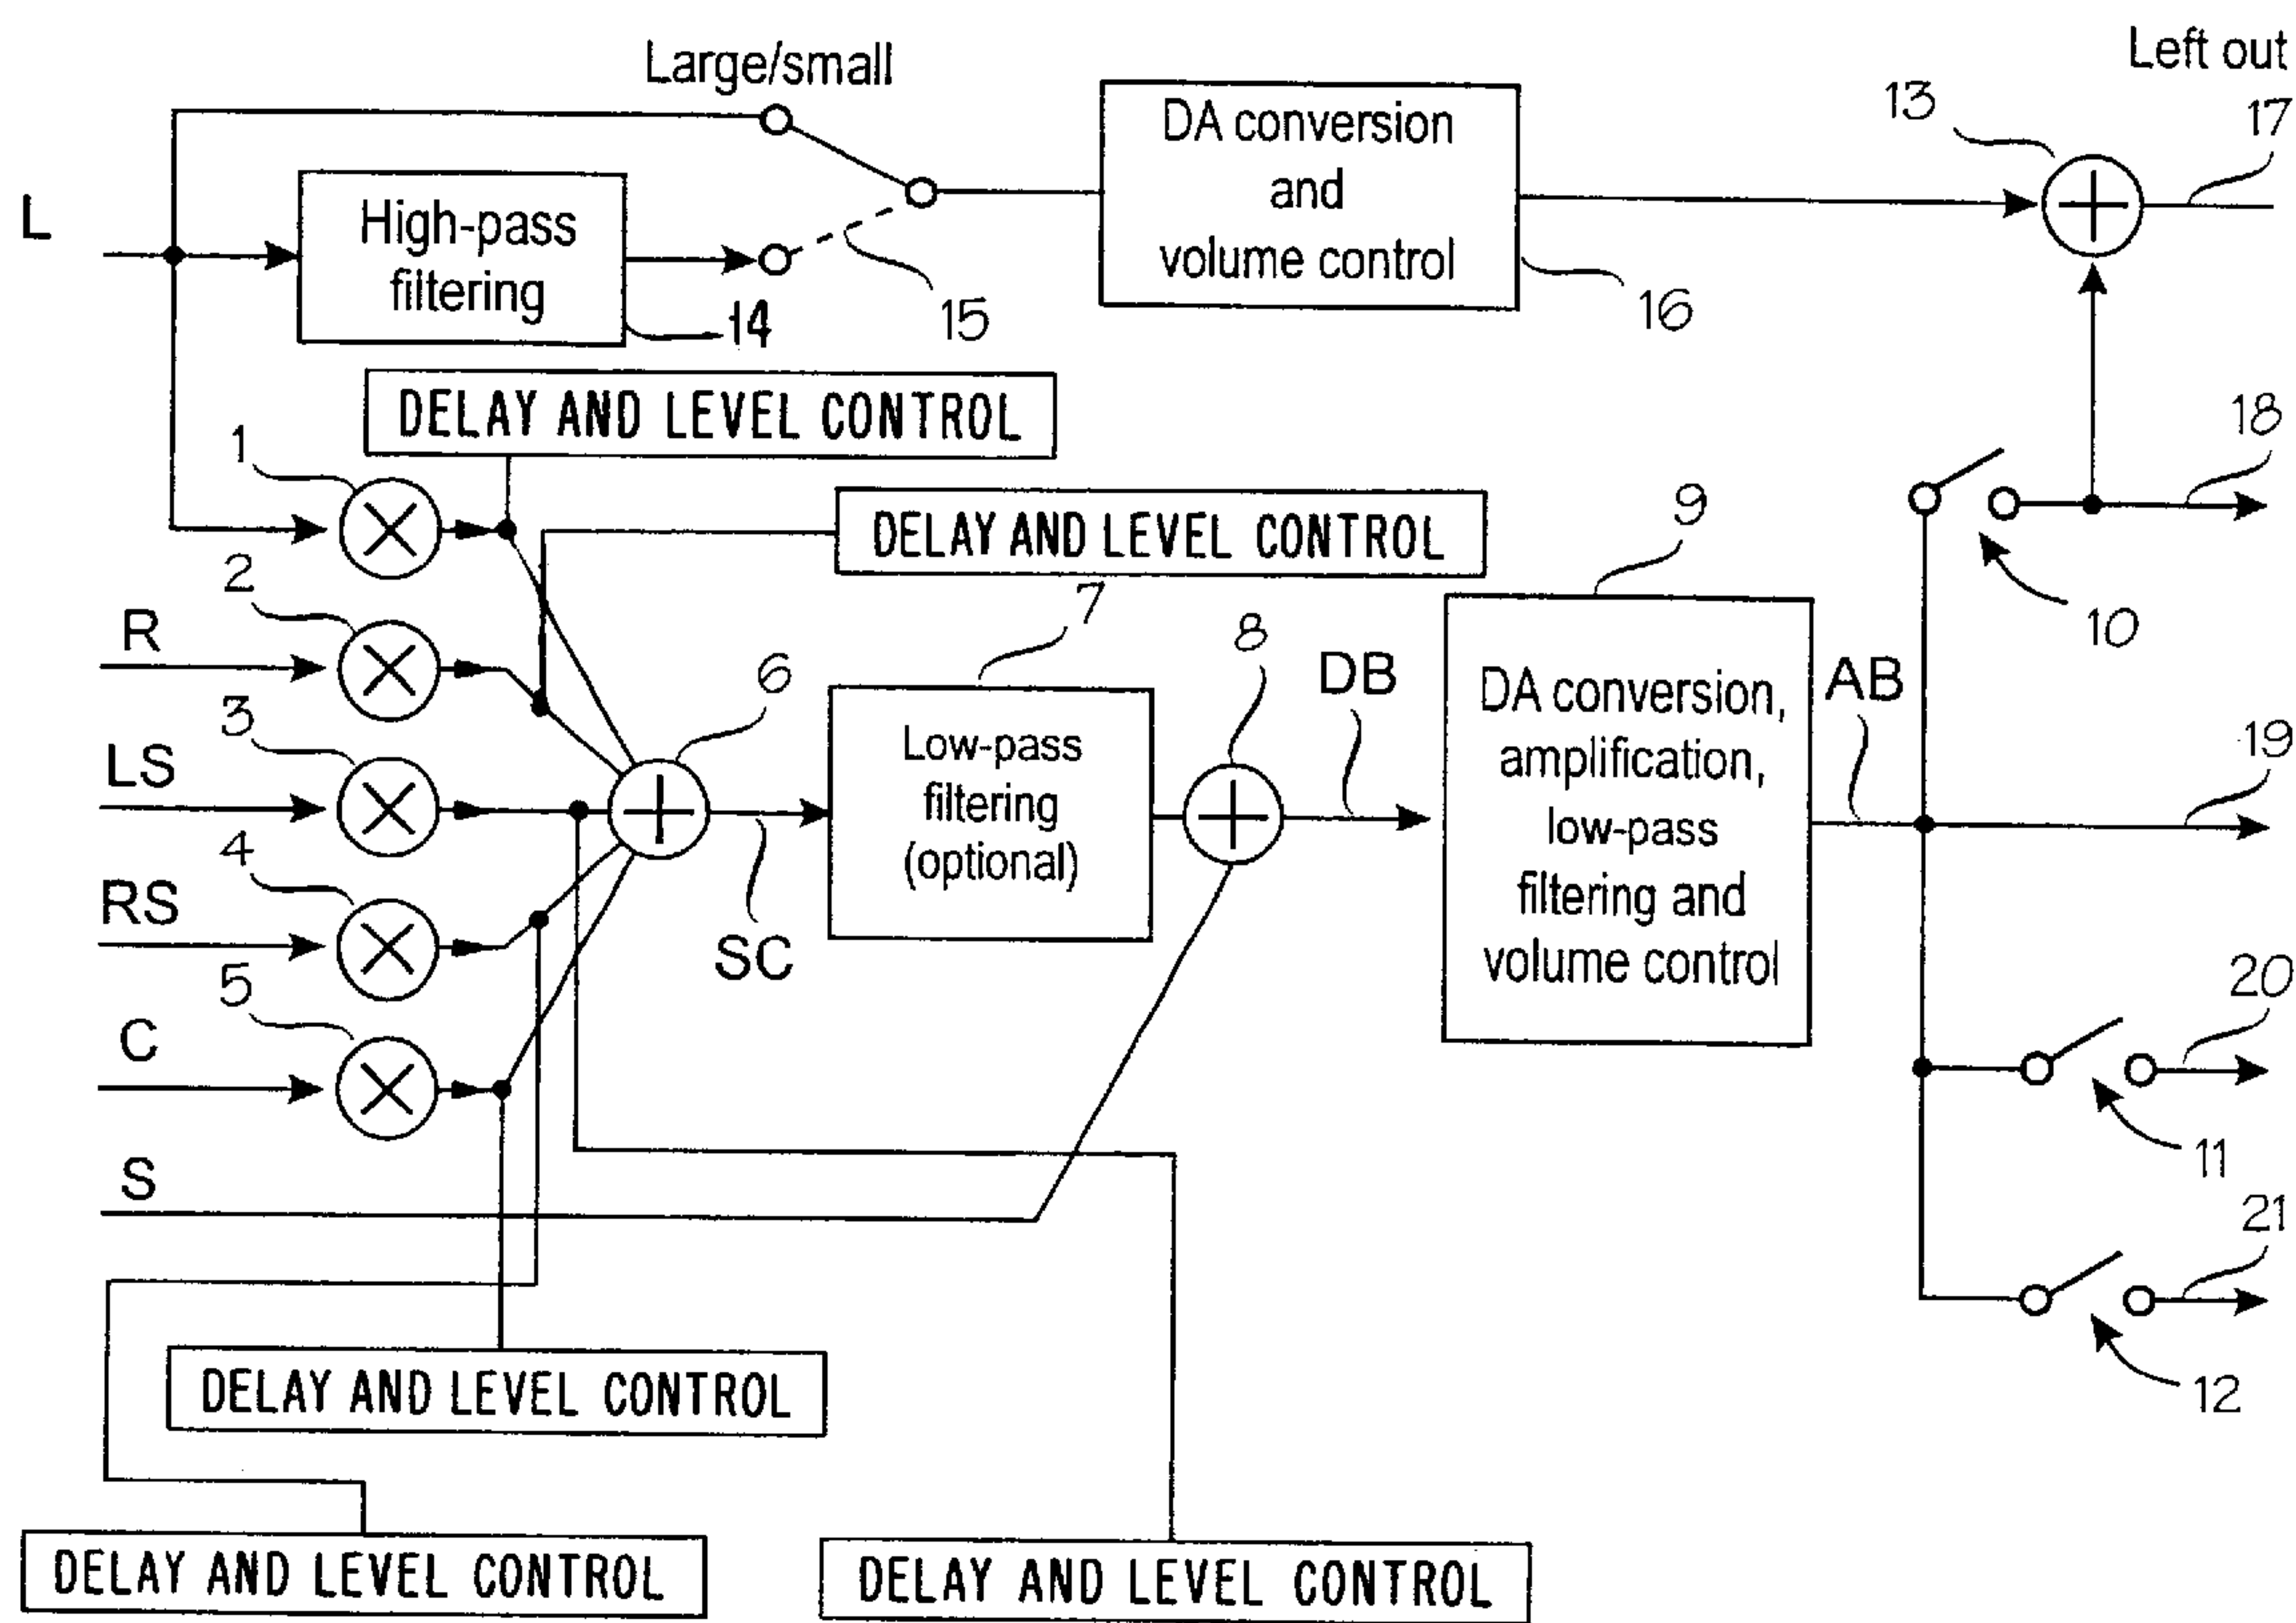 Large/small
Left out
DA conversion
and
volume control
13
17
L
High-pass
filtering
14
15
16
DELAY AND LEVEL CONTROL
1
18
DELAY AND LEVEL CONTROL
9
2
7
10
R
6
8
DB
AB
3
LS
Low-pass
filtering
(optional)
DA conversion,
amplification,
low-pass
filtering and
volume control
19
4
RS
SC
5
20
C
11
S
21
DELAY AND LEVEL CONTROL
12
DELAY AND LEVEL CONTROL
DELAY AND LEVEL CONTROL